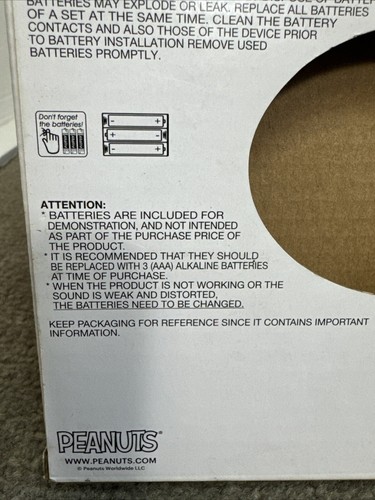 BATTERIES MAY EXPLODE OR LEAK. REPLACE ALL BATTERIES
OF A SET AT THE SAME TIME. CLEAN THE BATTERY
CONTACTS AND ALSO THOSE OF THE DEVICE PRIOR
TO BATTERY INSTALLATION REMOVE USED
BATTERIES PROMPTLY.
Don't forget
the batteries!
- +
+ -
- +
ATTENTION:
* BATTERIES ARE INCLUDED FOR
DEMONSTRATION, AND NOT INTENDED
AS PART OF THE PURCHASE PRICE OF
THE PRODUCT.
* IT IS RECOMMENDED THAT THEY SHOULD
BE REPLACED WITH 3 (AAA) ALKALINE BATTERIES
AT TIME OF PURCHASE.
* WHEN THE PRODUCT IS NOT WORKING OR THE
SOUND IS WEAK AND DISTORTED,
THE BATTERIES NEED TO BE CHANGED.
KEEP PACKAGING FOR REFERENCE SINCE IT CONTAINS IMPORTANT
INFORMATION.
PEANUTS
WWW.PEANUTS.COM
© Peanuts Worldwide LLC